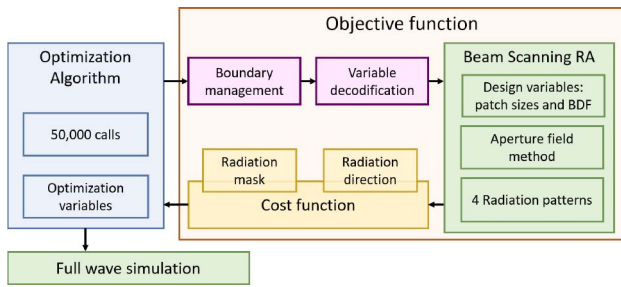 Objective function
Optimization
Algorithm
50,000 calls
Optimization
variables
Boundary
management
Variable
decodification
Beam Scanning RA
Design variables:
patch sizes and BDF
Aperture field
method
4 Radiation patterns
Radiation
mask
Radiation
direction
Cost function
Full wave simulation